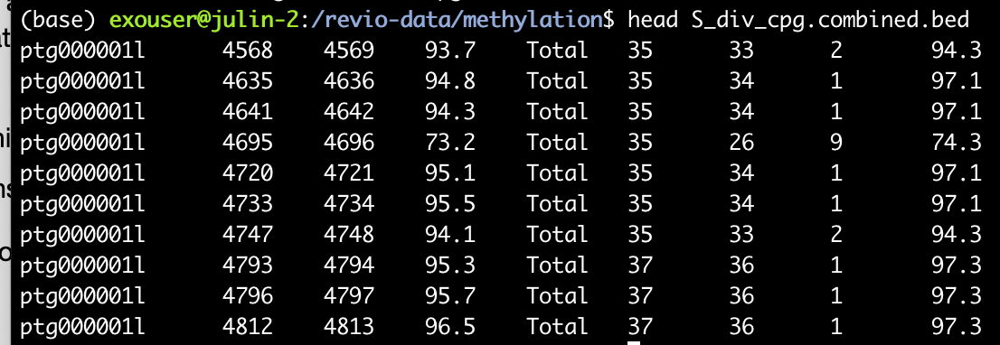 (base) exouser@julin-2:/revio-data/methylation$ head S_div_cpg.combined.bed
ptg000001l 4568 4569 93.7 Total 35 33 2 94.3
ptg000001l 4635 4636 94.8 Total 35 34 1 97.1
ptg000001l 4641 4642 94.3 Total 35 34 1 97.1
ptg000001l 4695 4696 73.2 Total 35 26 9 74.3
ptg000001l 4720 4721 95.1 Total 35 34 1 97.1
ptg000001l 4733 4734 95.5 Total 35 34 1 97.1
ptg000001l 4747 4748 94.1 Total 35 33 2 94.3
ptg000001l 4793 4794 95.3 Total 37 36 1 97.3
ptg000001l 4796 4797 95.7 Total 37 36 1 97.3
ptg000001l 4812 4813 96.5 Total 37 36 1 97.3